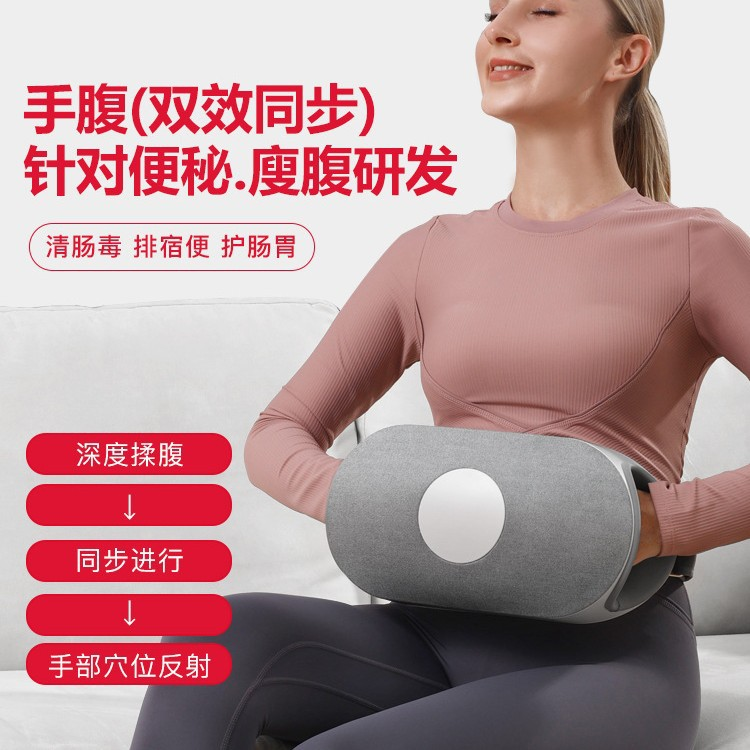 手腹(双效同步)
针对便秘.廋腹研发
清肠毒 排宿便 护肠胃
深度揉腹
↓
同步进行
↓
手部穴位反射